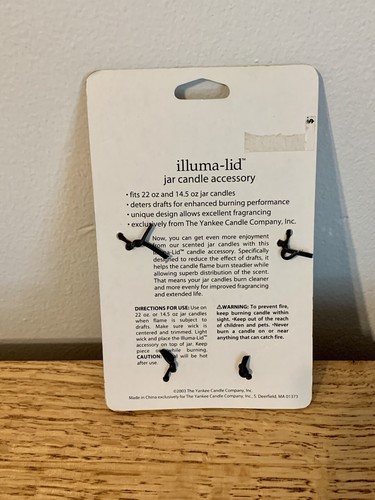 illuma-lid™
jar candle accessory
• fits 22 oz and 14.5 oz jar candles
• deters drafts for enhanced burning performance
• unique design allows excellent fragrancing
• exclusively from The Yankee Candle Company, Inc.
Now, you can get even more enjoyment
from our scented jar candles with this
candle accessory. Specifically
designed to reduce the effect of drafts, it
helps the candle flame burn steadier while
allowing superb distribution of the scent.
That means your jar candles burn cleaner
and more evenly for improved fragrancing
and extended life.
DIRECTIONS FOR USE: Use on
22 oz. or 14.5 oz jar candles
when flame is subject to
drafts. Make sure wick is
centered and trimmed. Light
wick and place the Illuma-Lid™
accessory on top of jar. Keep
piece while burning.
CAUTION will be hot
after use.
⚠WARNING: To prevent fire,
keep burning candle within
sight. •Keep out of the reach
of children and pets. •Never
burn a candle on or near
anything that can catch fire.
©2003 The Yankee Candle Company, Inc.
Made in China exclusively for The Yankee Candle Company, Inc., S. Deerfield, MA 01373